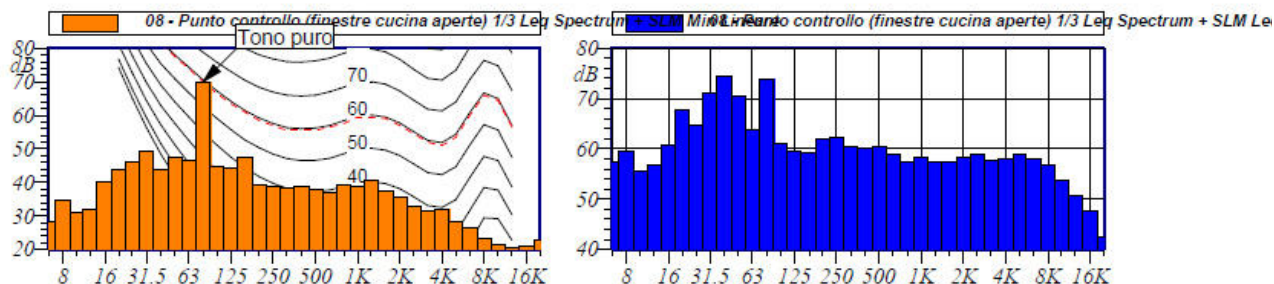 08 - Punto controllo (finestre cucina aperte) 1/3 Leq Spectrum + SLM Min Lineare
Tono puro
80
dB
70
60
50
40
30
20
70
60
50
40
8 16 31.5 63 125 250 500 1K 2K 4K 8K 16K
08 - Punto controllo (finestre cucina aperte) 1/3 Leq Spectrum + SLM Leq
80
dB
70
60
50
40
8 16 31.5 63 125 250 500 1K 2K 4K 8K 16K